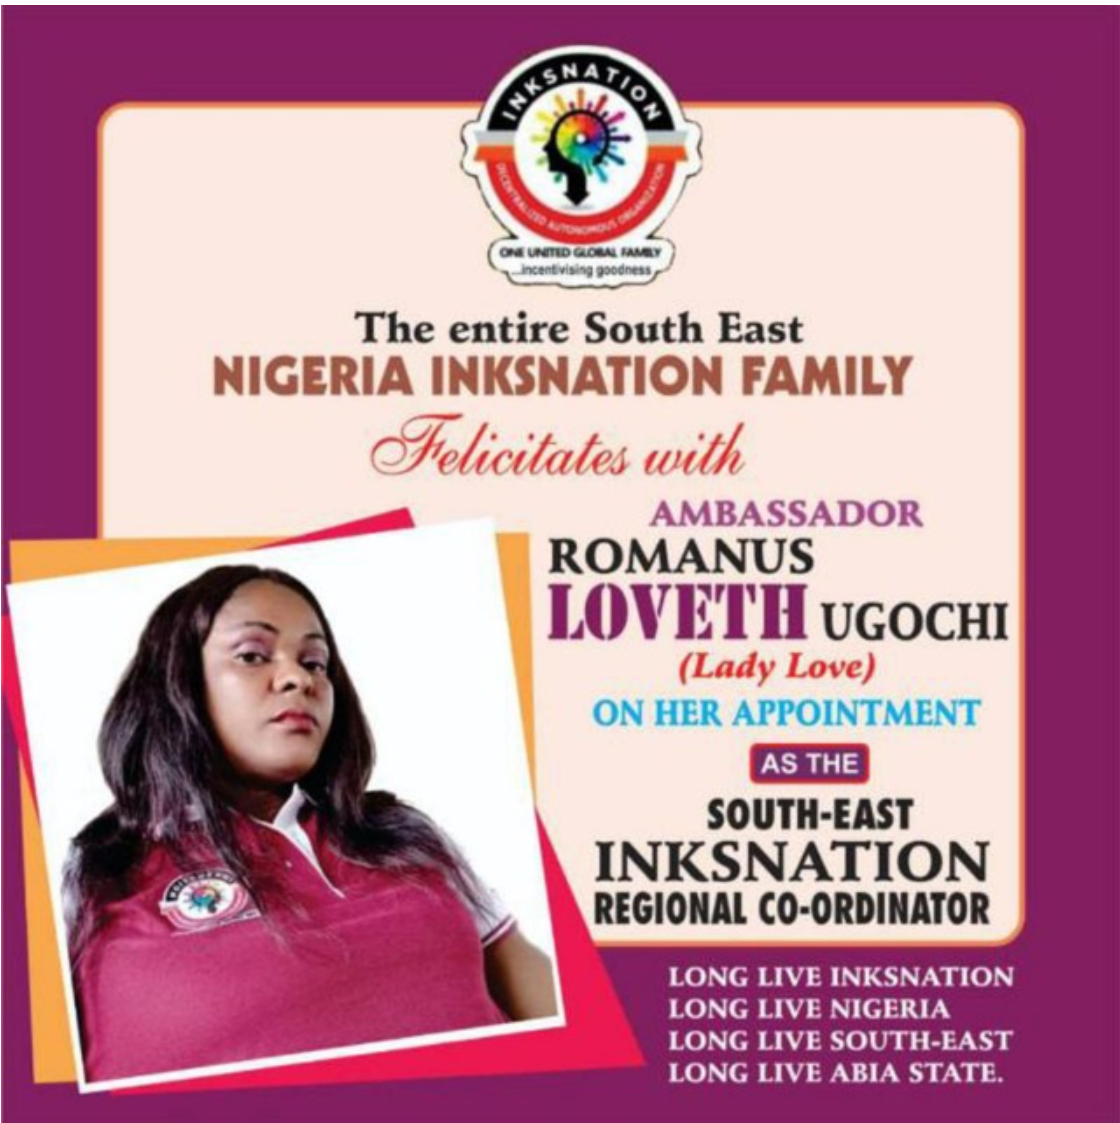 INKSNATION
DECENTRALIZED AUTONOMOUS ORGANIZATION
ONE UNITED GLOBAL FAMILY
...incentivising goodness
The entire South East
NIGERIA INKSNATION FAMILY
Felicitates with
AMBASSADOR
ROMANUS
LOVETH UGOCHI
(Lady Love)
ON HER APPOINTMENT
AS THE
SOUTH-EAST
INKSNATION
REGIONAL CO-ORDINATOR
LONG LIVE INKSNATION
LONG LIVE NIGERIA
LONG LIVE SOUTH-EAST
LONG LIVE ABIA STATE.